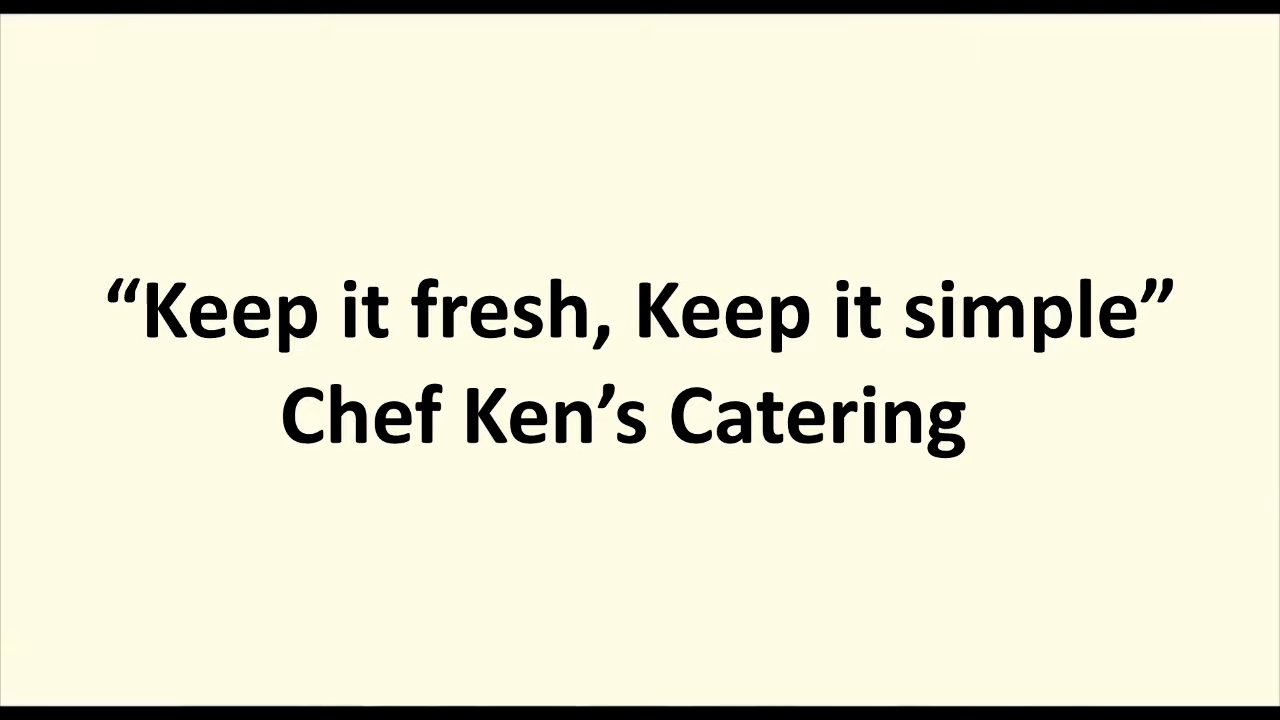 “Keep it fresh, Keep it simple”
Chef Ken’s Catering